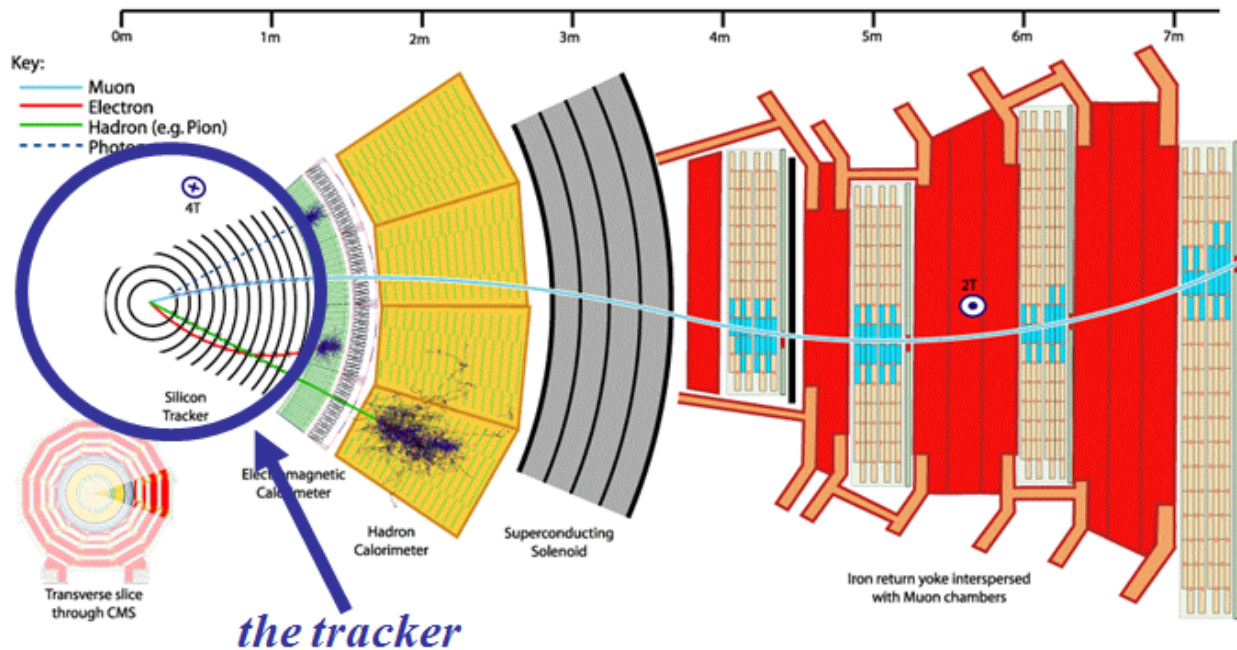 0m 1m 2m 3m 4m 5m 6m 7m
Key:
Muon
Electron
Hadron (e.g. Pion)
4T
2T
Silicon
Tracker
Electromagnetic
Calorimeter
Hadron
Calorimeter
Superconducting
Solenoid
Iron return yoke interspersed
with Muon chambers
Transverse slice
through CMS
the tracker